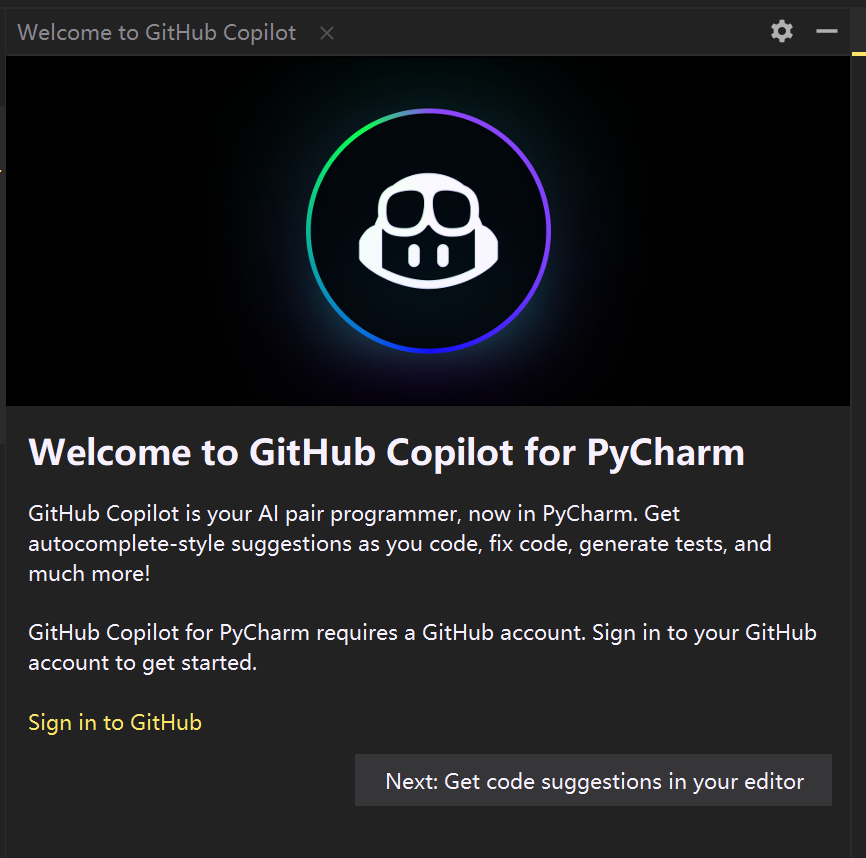 Welcome to GitHub Copilot
Welcome to GitHub Copilot for PyCharm
GitHub Copilot is your AI pair programmer, now in PyCharm. Get
autocomplete-style suggestions as you code, fix code, generate tests, and
much more!
GitHub Copilot for PyCharm requires a GitHub account. Sign in to your GitHub
account to get started.
Sign in to GitHub
Next: Get code suggestions in your editor